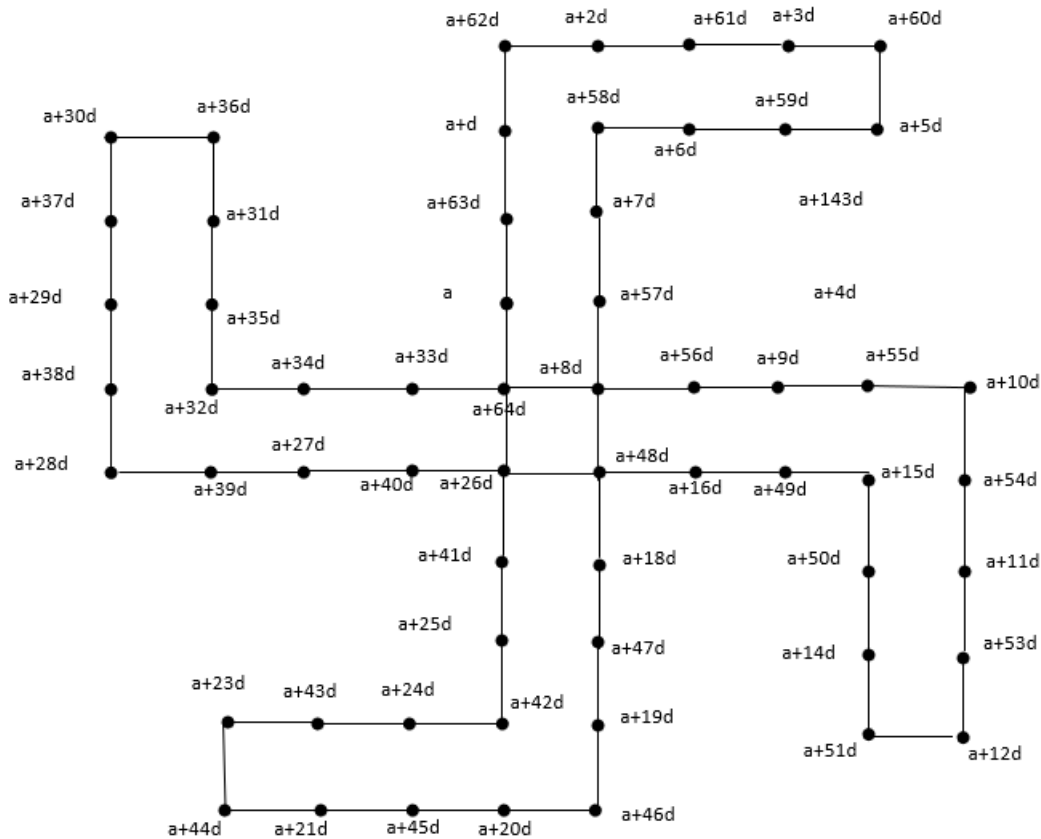 a+62d a+2d a+61d a+3d a+60d
a+30d a+36d a+d a+58d a+59d a+5d
a+6d
a+37d a+31d a+63d a+7d a+143d
a+29d a+35d a a+57d a+4d
a+38d a+34d a+33d a+8d a+56d a+9d a+55d a+10d
a+32d a+64d
a+28d a+27d a+48d a+15d a+54d
a+39d a+40d a+26d a+16d a+49d
a+41d a+18d a+50d a+11d
a+25d a+47d a+14d a+53d
a+23d a+43d a+24d a+42d a+19d
a+51d a+12d
a+44d a+21d a+45d a+20d a+46d